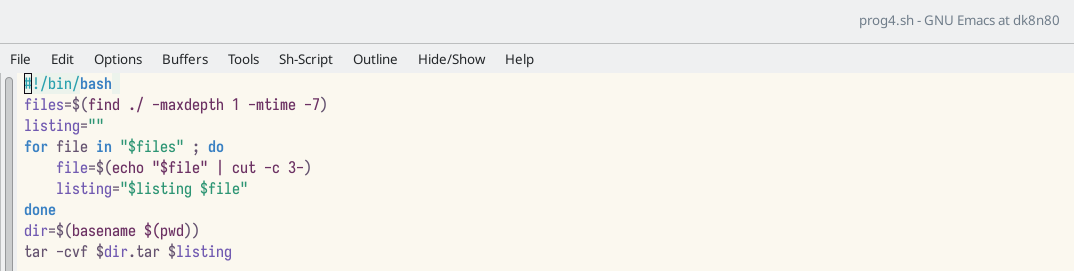 prog4.sh - GNU Emacs at dk8n80
File Edit Options Buffers Tools Sh-Script Outline Hide/Show Help
#!/bin/bash
files=$(find ./ -maxdepth 1 -mtime -7)
listing=""
for file in "$files" ; do
    file=$(echo "$file" | cut -c 3-)
    listing="$listing $file"
done
dir=$(basename $(pwd))
tar -cvf $dir.tar $listing